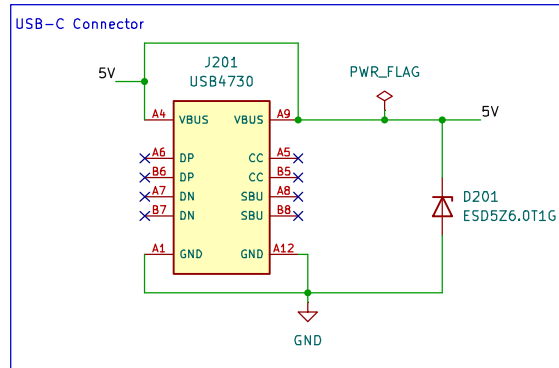 USB-C Connector
J201
USB4730
5V
PWR_FLAG
A4 VBUS VBUS A9
5V
A6 DP CC A5
B6 DP CC B5
A7 DN SBU A8
B7 DN SBU B8
D201
ESD5Z6.0T1G
A1 GND GND A12
GND